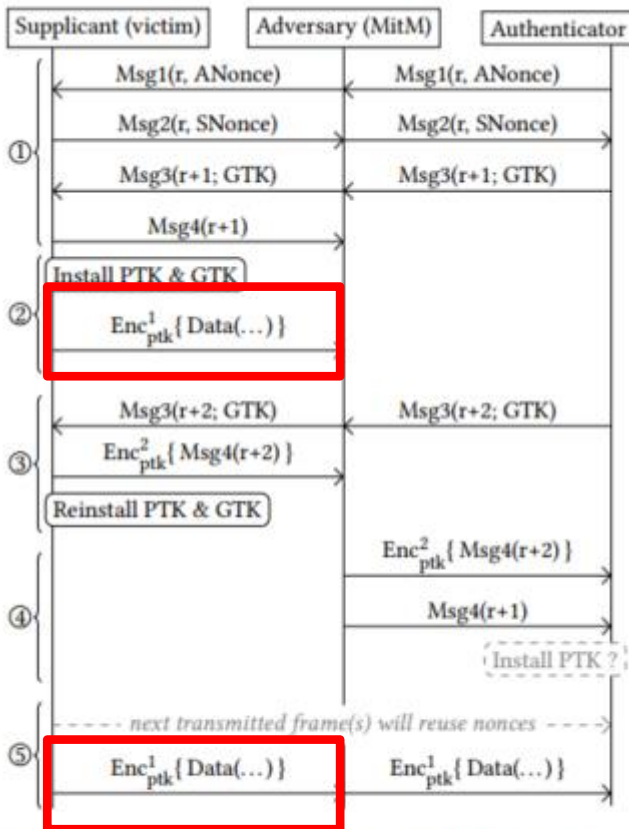 Supplicant (victim) Adversary (MitM) Authenticator
Msg1(r, ANonce) Msg1(r, ANonce)
Msg2(r, SNonce) Msg2(r, SNonce)
①
Msg3(r+1; GTK) Msg3(r+1; GTK)
Msg4(r+1)
Install PTK & GTK
②
Enc¹ptk{ Data(…) }
Msg3(r+2; GTK) Msg3(r+2; GTK)
③
Enc²ptk{ Msg4(r+2) }
Reinstall PTK & GTK
Enc²ptk{ Msg4(r+2) }
④
Msg4(r+1)
Install PTK ?
next transmitted frame(s) will reuse nonces
⑤
Enc¹ptk{ Data(…) } Enc¹ptk{ Data(…) }